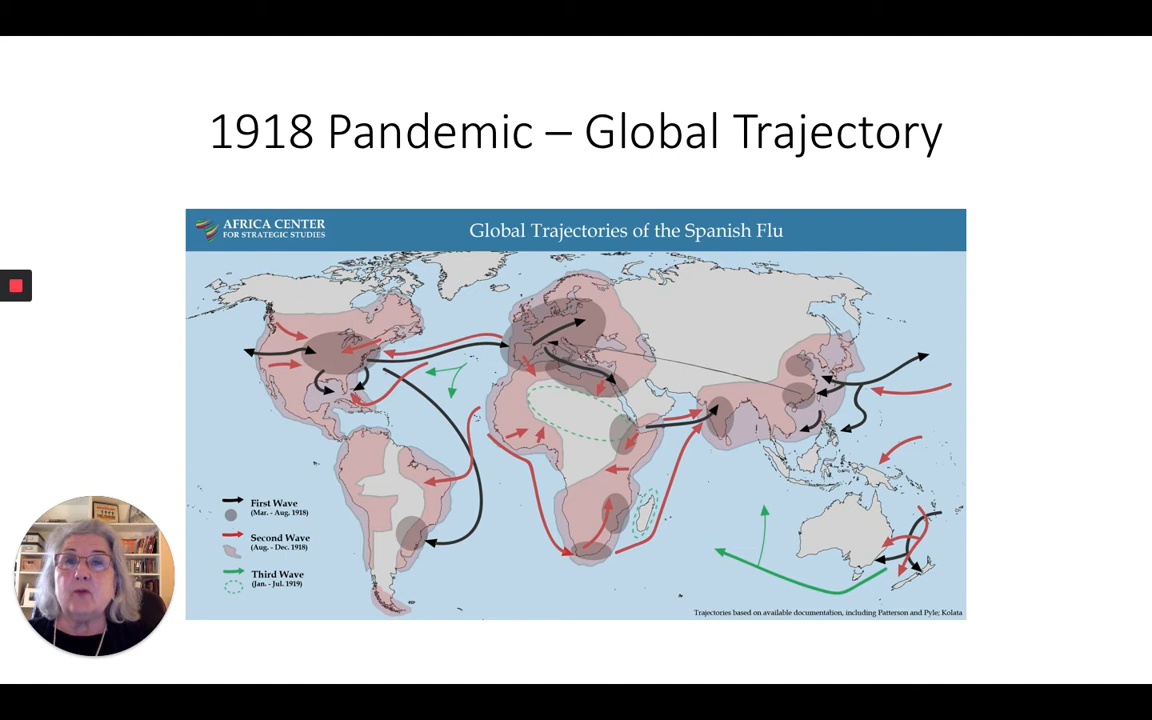 1918 Pandemic – Global Trajectory
AFRICA CENTER
FOR STRATEGIC STUDIES
Global Trajectories of the Spanish Flu
First Wave
(Mar. - Aug. 1918)
Second Wave
(Aug. - Dec. 1918)
Third Wave
(Jan. - Jul. 1919)
Trajectories based on available documentation, including Patterson and Pyle; Kolata